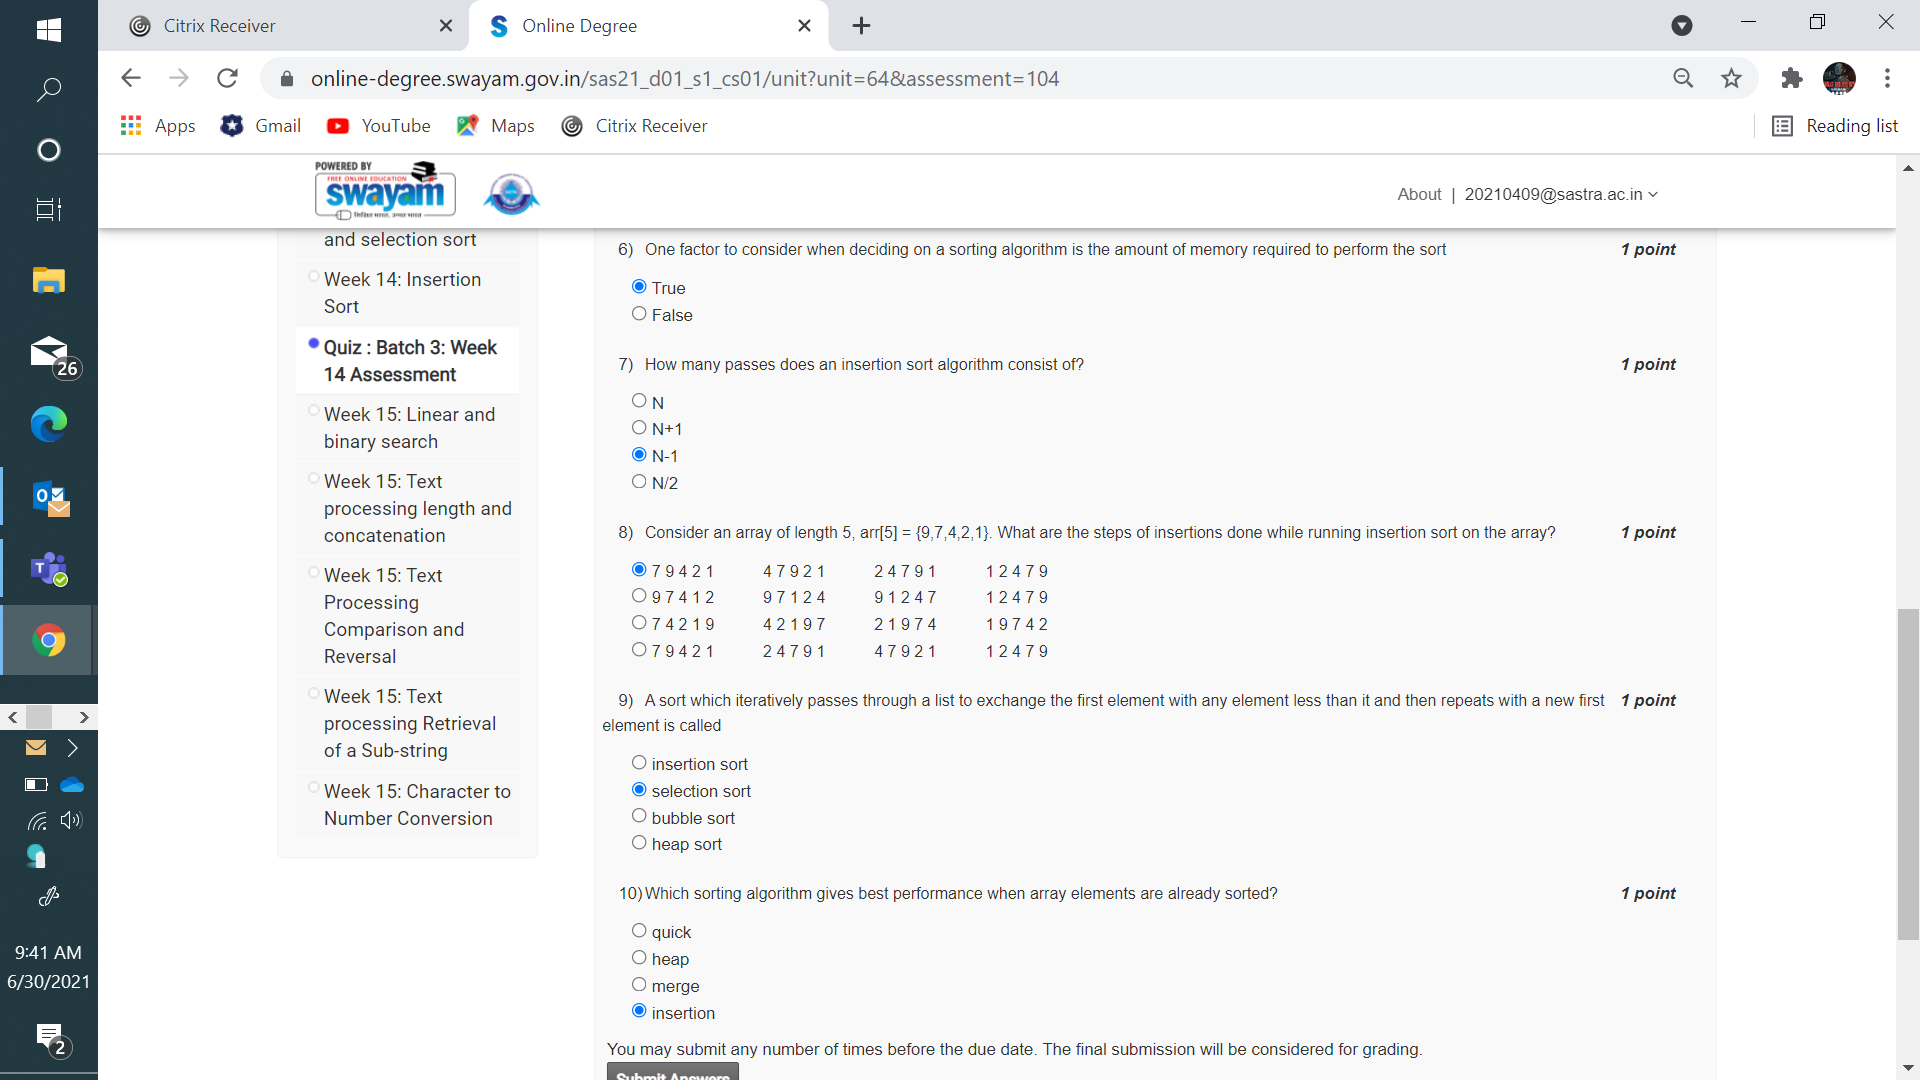 Citrix Receiver
Online Degree
online-degree.swayam.gov.in/sas21_d01_s1_cs01/unit?unit=64&assessment=104
Apps
Gmail
YouTube
Maps
Citrix Receiver
Reading list
POWERED BY
FREE ONLINE EDUCATION
swayam
About | 20210409@sastra.ac.in
and selection sort
Week 14: Insertion
Sort
Quiz : Batch 3: Week
14 Assessment
Week 15: Linear and
binary search
Week 15: Text
processing length and
concatenation
Week 15: Text
Processing
Comparison and
Reversal
Week 15: Text
processing Retrieval
of a Sub-string
Week 15: Character to
Number Conversion
6) One factor to consider when deciding on a sorting algorithm is the amount of memory required to perform the sort 1 point
True
False
7) How many passes does an insertion sort algorithm consist of? 1 point
N
N+1
N-1
N/2
8) Consider an array of length 5, arr[5] = {9,7,4,2,1}. What are the steps of insertions done while running insertion sort on the array? 1 point
7 9 4 2 1 4 7 9 2 1 2 4 7 9 1 1 2 4 7 9
9 7 4 1 2 9 7 1 2 4 9 1 2 4 7 1 2 4 7 9
7 4 2 1 9 4 2 1 9 7 2 1 9 7 4 1 9 7 4 2
7 9 4 2 1 2 4 7 9 1 4 7 9 2 1 1 2 4 7 9
9) A sort which iteratively passes through a list to exchange the first element with any element less than it and then repeats with a new first 1 point
element is called
insertion sort
selection sort
bubble sort
heap sort
10) Which sorting algorithm gives best performance when array elements are already sorted? 1 point
quick
heap
merge
insertion
You may submit any number of times before the due date. The final submission will be considered for grading.
Submit Answers
26
9:41 AM
6/30/2021
2